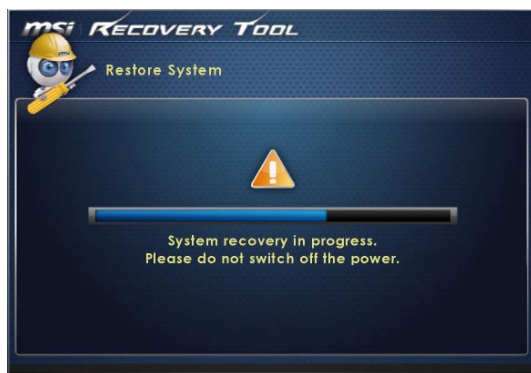 msi RECOVERY TOOL
Restore System
System recovery in progress.
Please do not switch off the power.